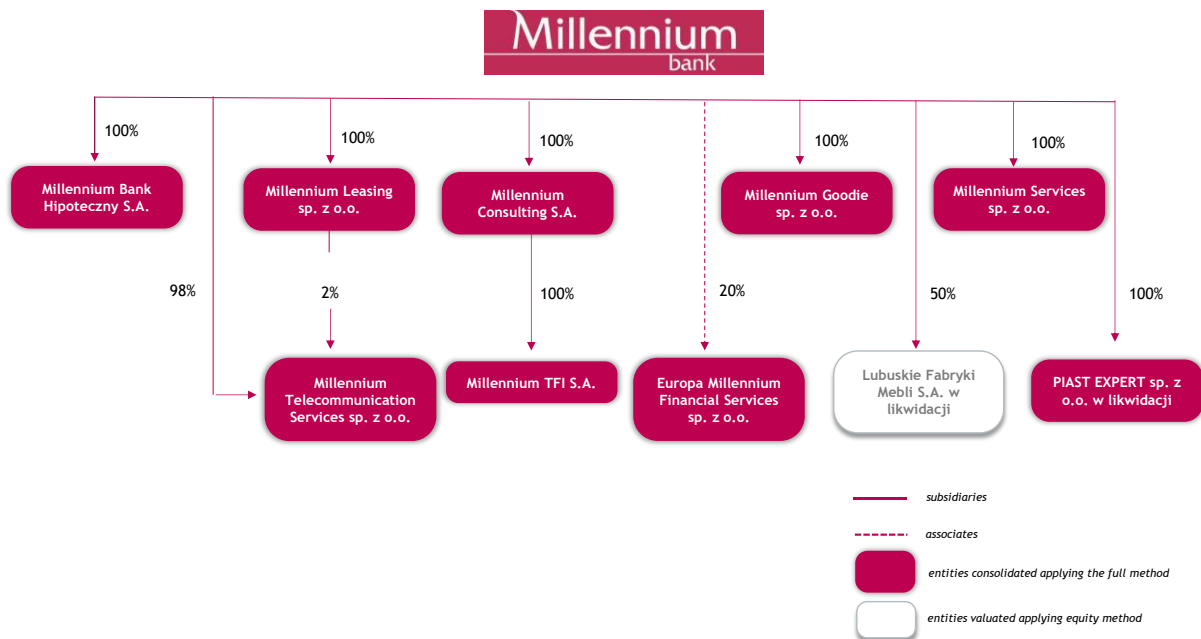 Millennium
bank
100%
100%
100%
100%
100%
Millennium Bank
Hipoteczny S.A.
Millennium Leasing
sp. z o.o.
Millennium
Consulting S.A.
Millennium Goodie
sp. z o.o.
Millennium Services
sp. z o.o.
98%
2%
100%
20%
50%
100%
Millennium
Telecommunication
Services sp. z o.o.
Millennium TFI S.A.
Europa Millennium
Financial Services
sp. z o.o.
Lubuskie Fabryki
Mebli S.A. w
likwidacji
PIAST EXPERT sp. z
o.o. w likwidacji
subsidiaries
associates
entities consolidated applying the full method
entities valuated applying equity method